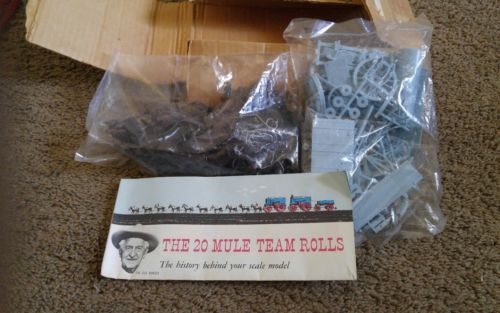 THE 20 MULE TEAM ROLLS
The history behind your scale model